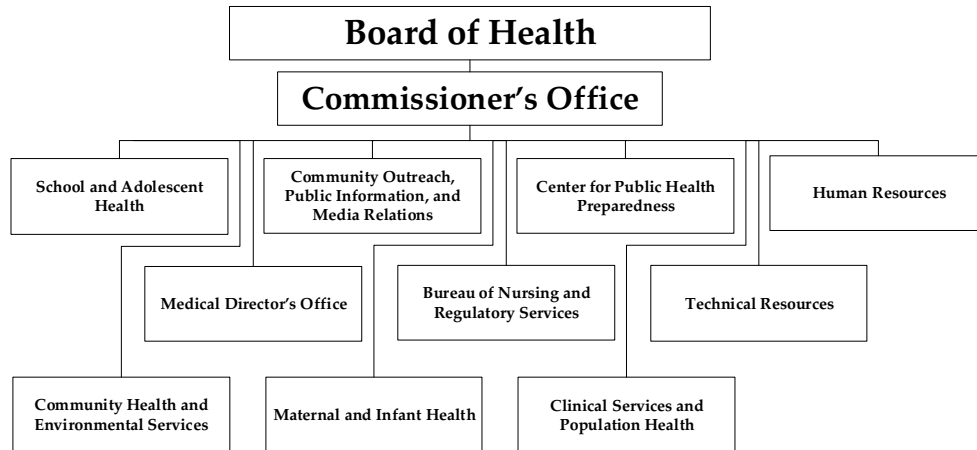 Board of Health
Commissioner’s Office
School and Adolescent
Health
Community Outreach,
Public Information, and
Media Relations
Center for Public Health
Preparedness
Human Resources
Medical Director’s Office
Bureau of Nursing and
Regulatory Services
Technical Resources
Community Health and
Environmental Services
Maternal and Infant Health
Clinical Services and
Population Health